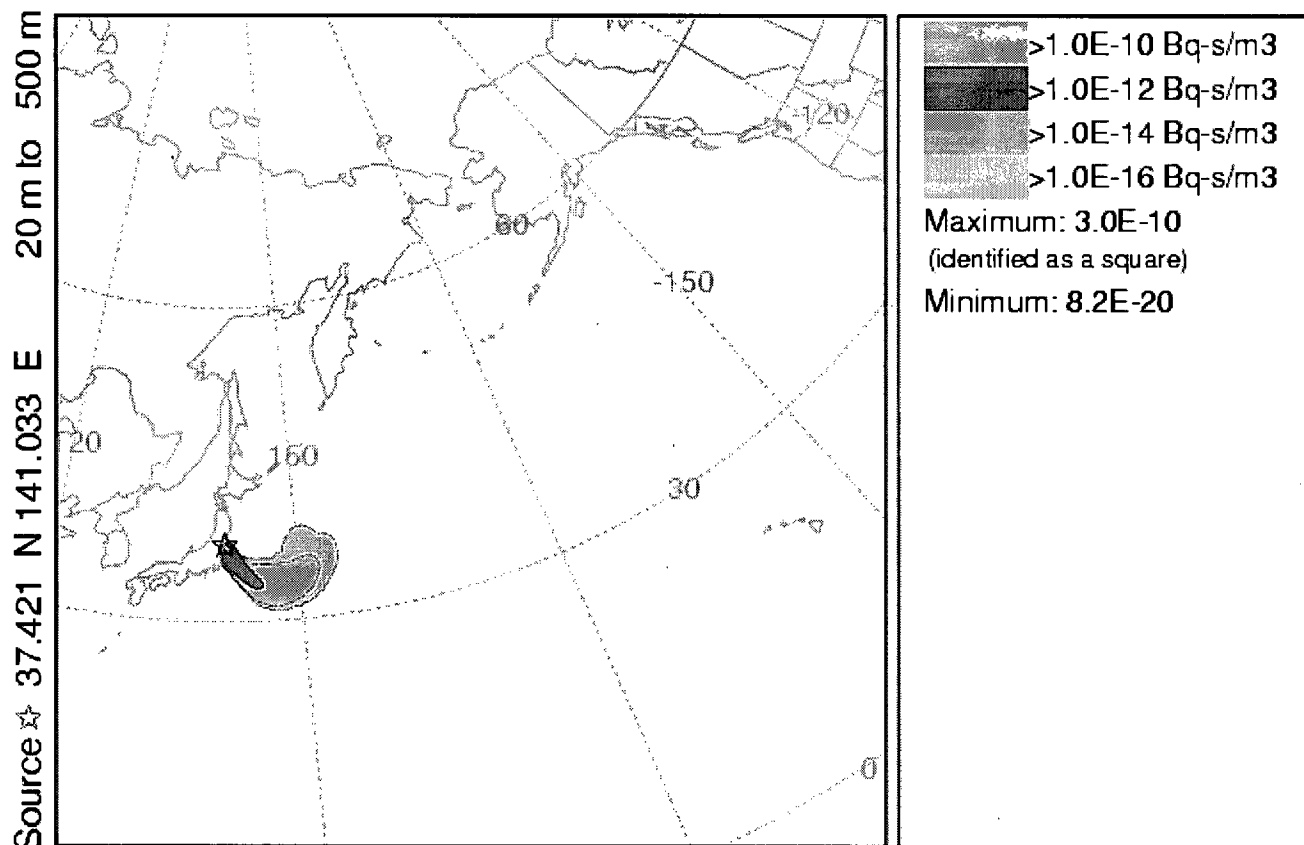 Source ☆ 37.421 N 141.033 E 20 m to 500 m
-120
60
-150
120
160
30
0
>1.0E-10 Bq-s/m3
>1.0E-12 Bq-s/m3
>1.0E-14 Bq-s/m3
>1.0E-16 Bq-s/m3
Maximum: 3.0E-10
(identified as a square)
Minimum: 8.2E-20